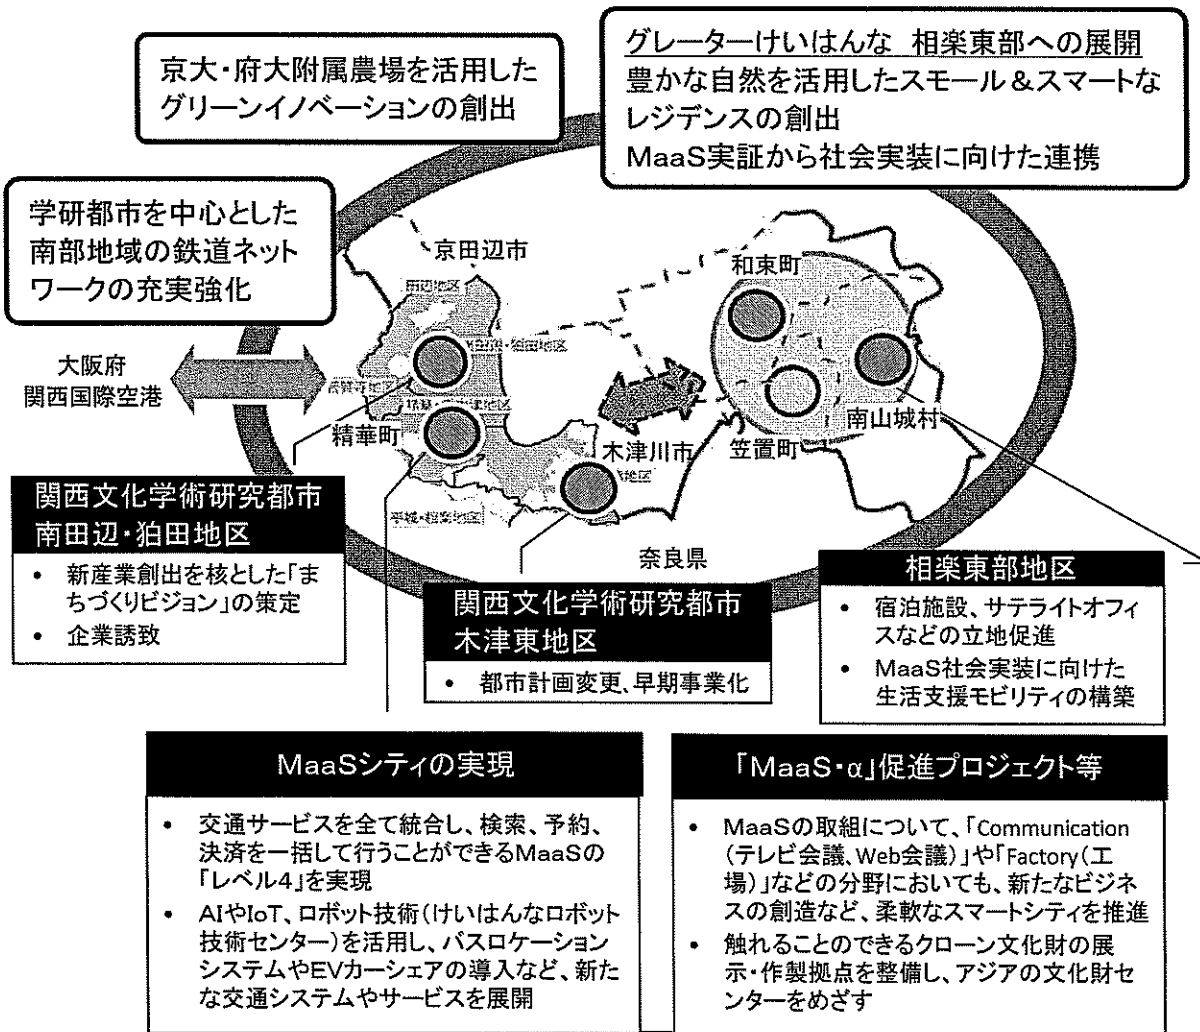 京大・府大附属農場を活用した
グリーンイノベーションの創出
グレーターけいはんな 相楽東部への展開
豊かな自然を活用したスモール＆スマートな
レジデンスの創出
MaaS実証から社会実装に向けた連携
学研都市を中心とした
南部地域の鉄道ネット
ワークの充実強化
京田辺市
和束町
田辺地区
大阪府
関西国際空港
精華町
木津川市
笠置町
南山城村
平城・相楽地区
奈良県
関西文化学術研究都市
南田辺・狛田地区
• 新産業創出を核とした「ま
ちづくりビジョン」の策定
• 企業誘致
関西文化学術研究都市
木津東地区
• 都市計画変更、早期事業化
相楽東部地区
• 宿泊施設、サテライトオフィ
スなどの立地促進
• MaaS社会実装に向けた
生活支援モビリティの構築
MaaSシティの実現
• 交通サービスを全て統合し、検索、予約、
決済を一括して行うことができるMaaSの
「レベル4」を実現
• AIやIoT、ロボット技術（けいはんなロボット
技術センター）を活用し、バスロケーション
システムやEVカーシェアの導入など、新た
な交通システムやサービスを展開
「MaaS・α」促進プロジェクト等
• MaaSの取組について、「Communication
（テレビ会議、Web会議）」や「Factory（工
場）」などの分野においても、新たなビジネ
スの創造など、柔軟なスマートシティを推進
• 触れることのできるクローン文化財の展
示・作製拠点を整備し、アジアの文化財セ
ンターをめざす